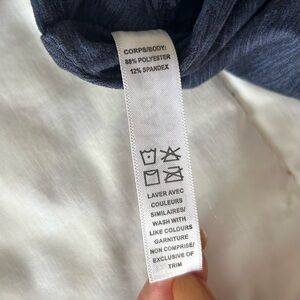 CORPS/BODY:
88% POLYESTER
12% SPANDEX
LAVER AVEC
COULEURS
SIMILAIRES/
WASH WITH
LIKE COLOURS
GARNITURE
NON COMPRISE/
EXCLUSIVE OF
TRIM